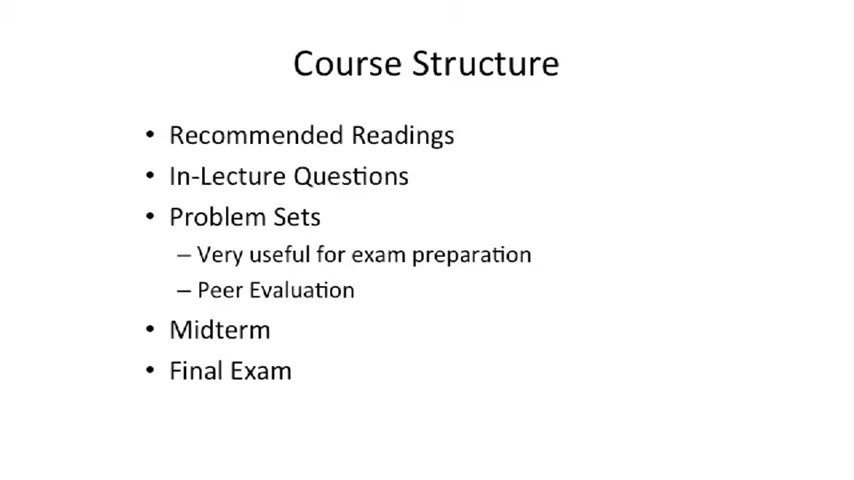 Course Structure
• Recommended Readings
• In-Lecture Questions
• Problem Sets
– Very useful for exam preparation
– Peer Evaluation
• Midterm
• Final Exam